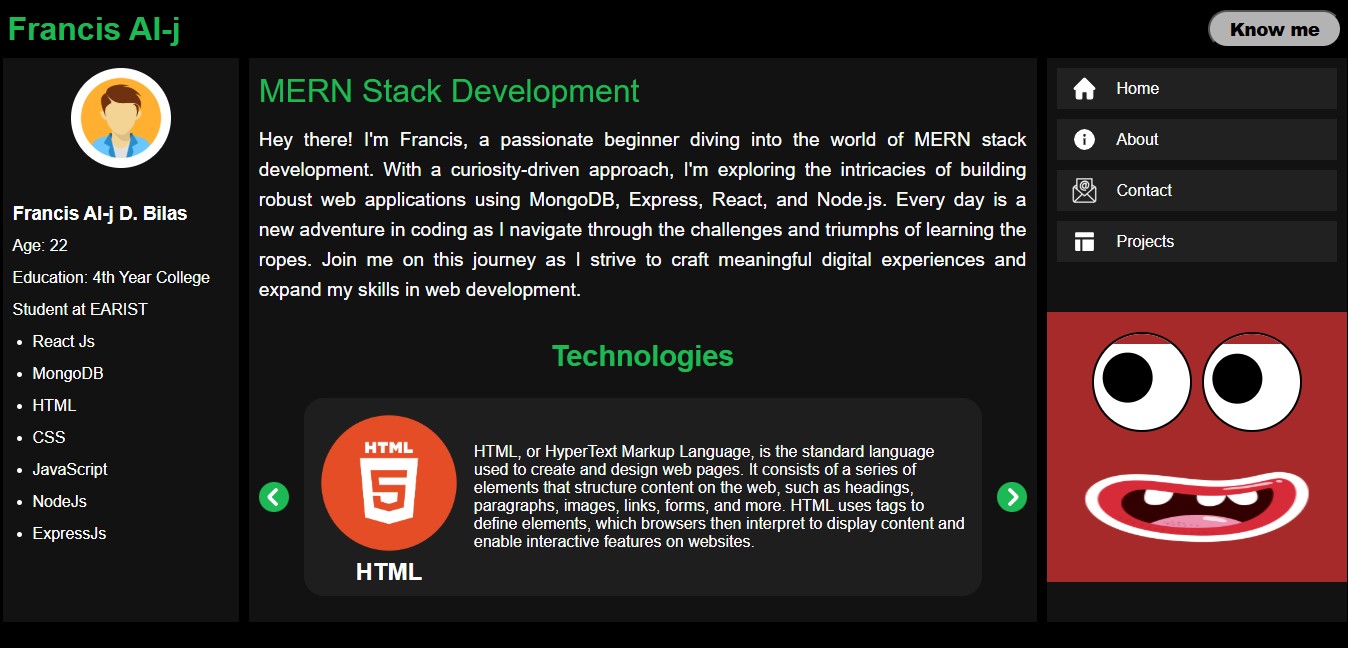 Francis Al-j
Know me
Francis Al-j D. Bilas
Age: 22
Education: 4th Year College
Student at EARIST
React Js
MongoDB
HTML
CSS
JavaScript
NodeJs
ExpressJs
MERN Stack Development
Hey there! I'm Francis, a passionate beginner diving into the world of MERN stack
development. With a curiosity-driven approach, I'm exploring the intricacies of building
robust web applications using MongoDB, Express, React, and Node.js. Every day is a
new adventure in coding as I navigate through the challenges and triumphs of learning the
ropes. Join me on this journey as I strive to craft meaningful digital experiences and
expand my skills in web development.
Technologies
HTML
5
HTML
HTML, or HyperText Markup Language, is the standard language
used to create and design web pages. It consists of a series of
elements that structure content on the web, such as headings,
paragraphs, images, links, forms, and more. HTML uses tags to
define elements, which browsers then interpret to display content and
enable interactive features on websites.
Home
About
Contact
Projects